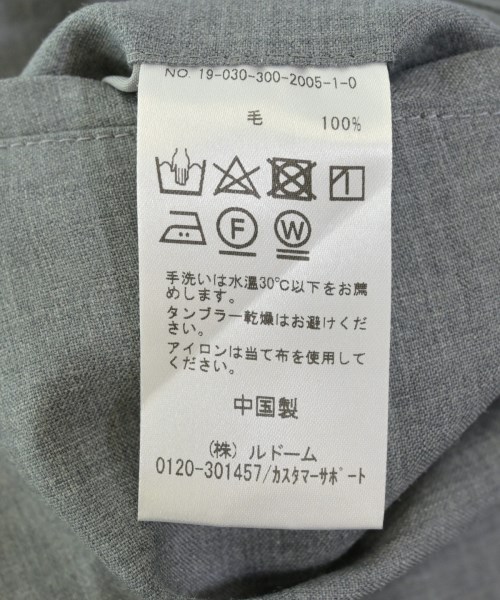 NO. 19-030-300-2005-1-0
毛 100%
F W
手洗いは水温30℃以下をお薦
めします。
タンブラー乾燥はお避けくだ
さい。
アイロンは当て布を使用して
ください。
中国製
(株) ルドーム
0120-301457/カスタマーサポート